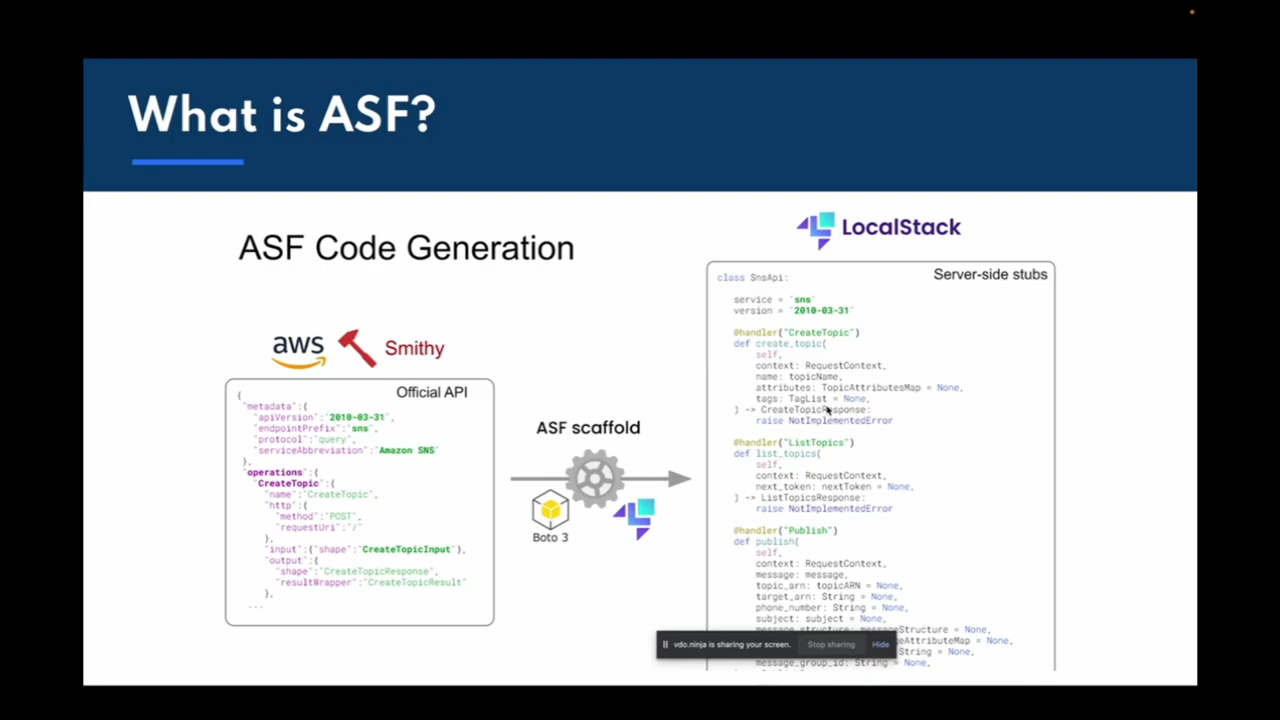 What is ASF?
ASF Code Generation
aws Smithy
Official API
{
"metadata":{
"apiVersion":"2010-03-31",
"endpointPrefix":"sns",
"protocol":"query",
"serviceAbbreviation":"Amazon SNS"
},
"operations":{
"CreateTopic":{
"name":"CreateTopic",
"http":{
"method":"POST",
"requestUri":"/"
},
"input":{"shape":"CreateTopicInput"},
"output":{
"shape":"CreateTopicResponse",
"resultWrapper":"CreateTopicResult"
},
...
ASF scaffold
Boto 3
LocalStack
Server-side stubs
class SnsApi:
service = "sns"
version = "2010-03-31"
@handler("CreateTopic")
def create_topic(
self,
context: RequestContext,
name: topicName,
attributes: TopicAttributesMap = None,
tags: TagList = None,
) -> CreateTopicResponse:
raise NotImplementedError
@handler("ListTopics")
def list_topics(
self,
context: RequestContext,
next_token: nextToken = None,
) -> ListTopicsResponse:
raise NotImplementedError
@handler("Publish")
def publish(
self,
context: RequestContext,
message: message,
topic_arn: topicARN = None,
target_arn: String = None,
phone_number: String = None,
subject: subject = None,
message_structure: messageStructure = None,
geAttributeMap = None,
String = None,
message_group_id: String = None,
vdo.ninja is sharing your screen. Stop sharing Hide